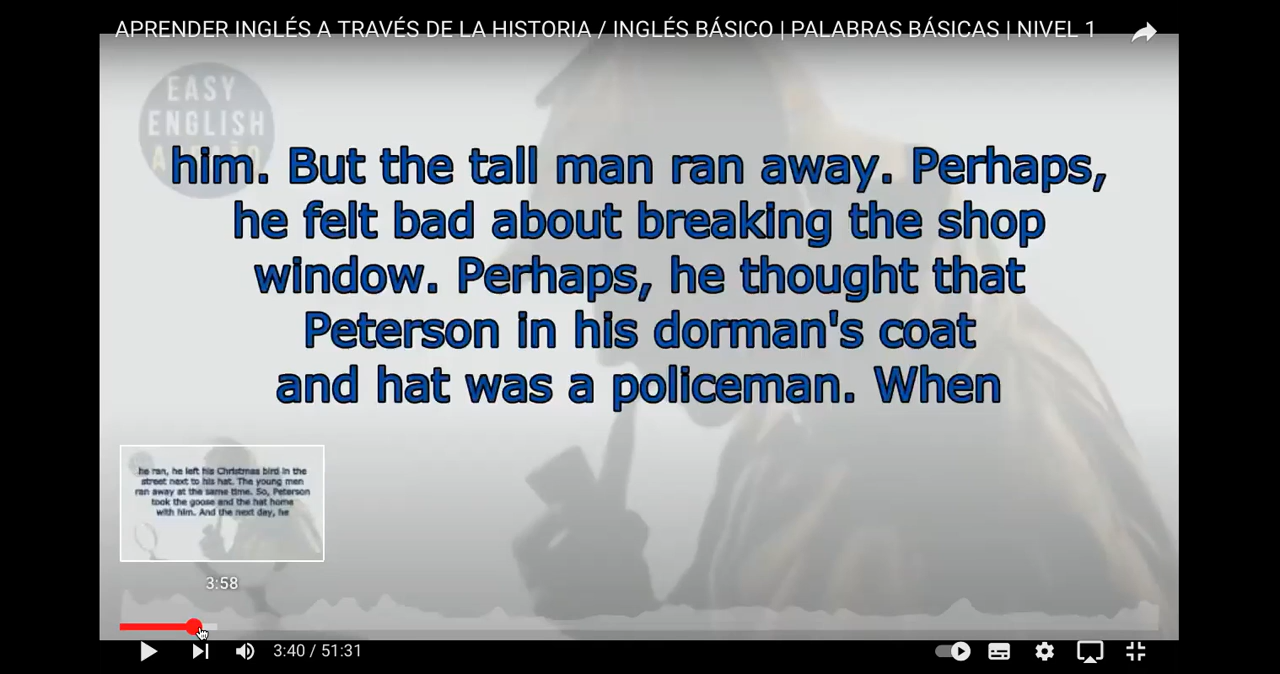 APRENDER INGLÉS A TRAVÉS DE LA HISTORIA / INGLÉS BÁSICO | PALABRAS BÁSICAS | NIVEL 1
EASY
ENGLISH
him. But the tall man ran away. Perhaps,
he felt bad about breaking the shop
window. Perhaps, he thought that
Peterson in his dorman's coat
and hat was a policeman. When
he ran, he left his Christmas bird in the
street next to his hat. The young men
ran away at the same time. So, Peterson
took the goose and the hat home
with him. And the next day, he
3:58
3:40 / 51:31